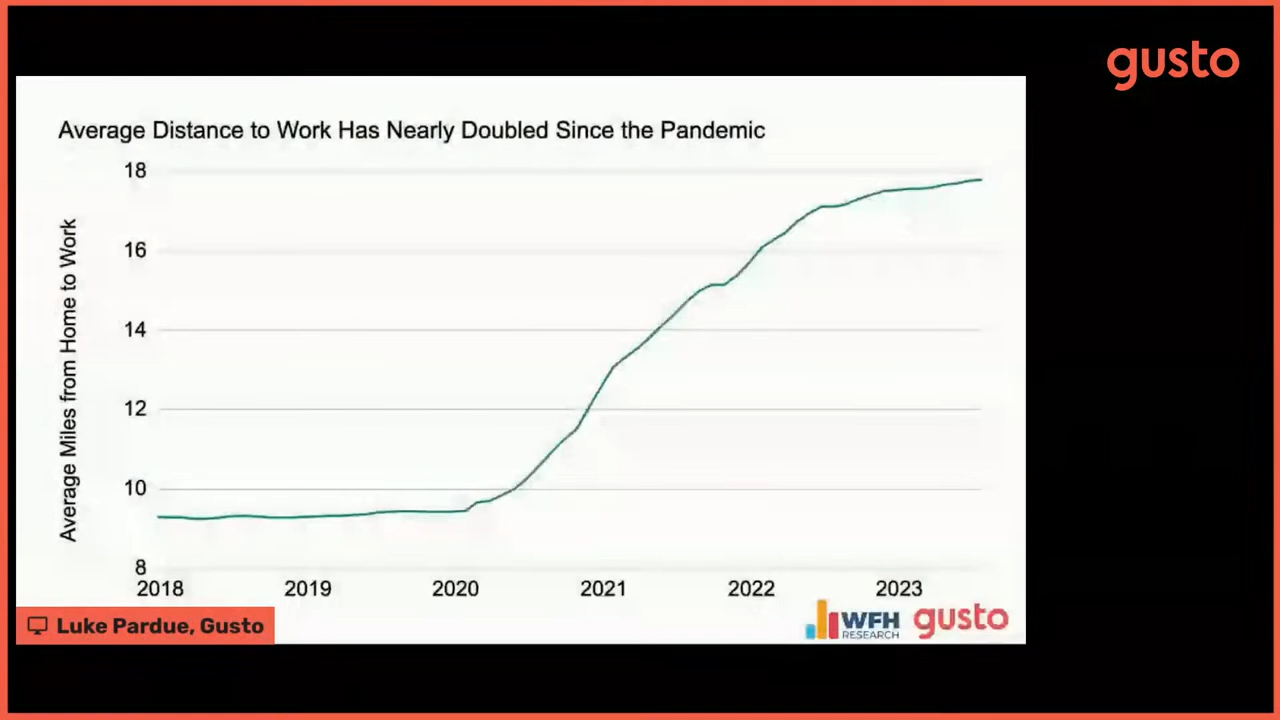 gusto
Average Distance to Work Has Nearly Doubled Since the Pandemic
Average Miles from Home to Work
18
16
14
12
10
8
2018 2019 2020 2021 2022 2023
Luke Pardue, Gusto
WFH
RESEARCH
gusto